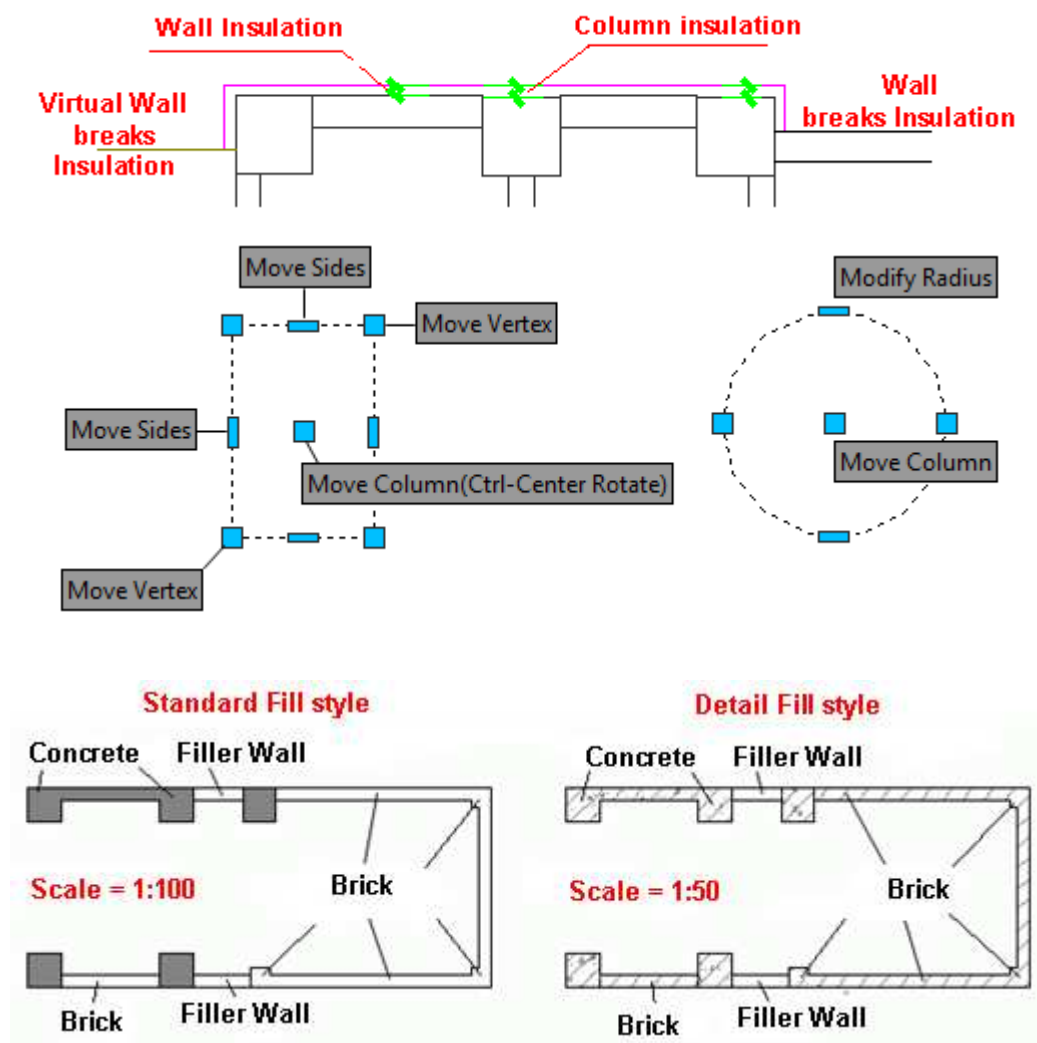 Wall Insulation
Column insulation
Virtual Wall
breaks
Insulation
Wall
breaks Insulation
Move Sides
Move Vertex
Move Sides
Move Column(Ctrl-Center Rotate)
Move Vertex
Modify Radius
Move Column
Standard Fill style
Concrete
Filler Wall
Scale = 1:100
Brick
Brick
Filler Wall
Detail Fill style
Concrete
Filler Wall
Scale = 1:50
Brick
Brick
Filler Wall